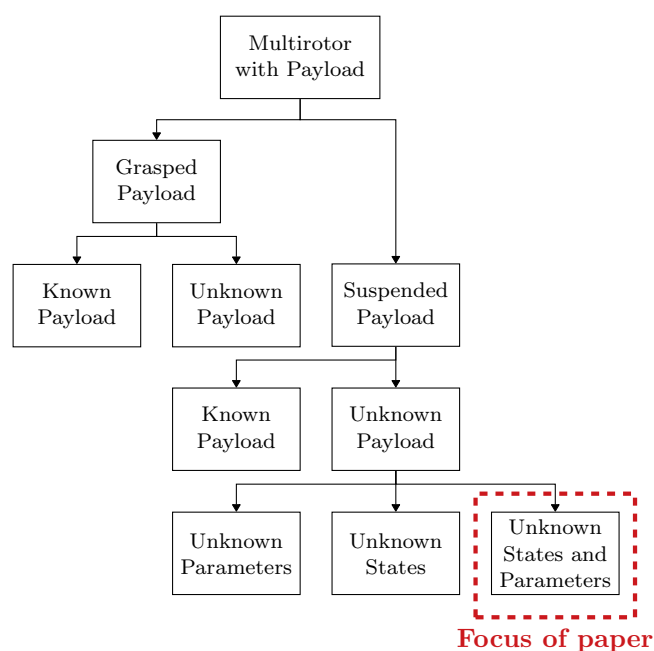 Multirotor
with Payload
Grasped
Payload
Known
Payload
Unknown
Payload
Suspended
Payload
Known
Payload
Unknown
Payload
Unknown
Parameters
Unknown
States
Unknown
States and
Parameters
Focus of paper